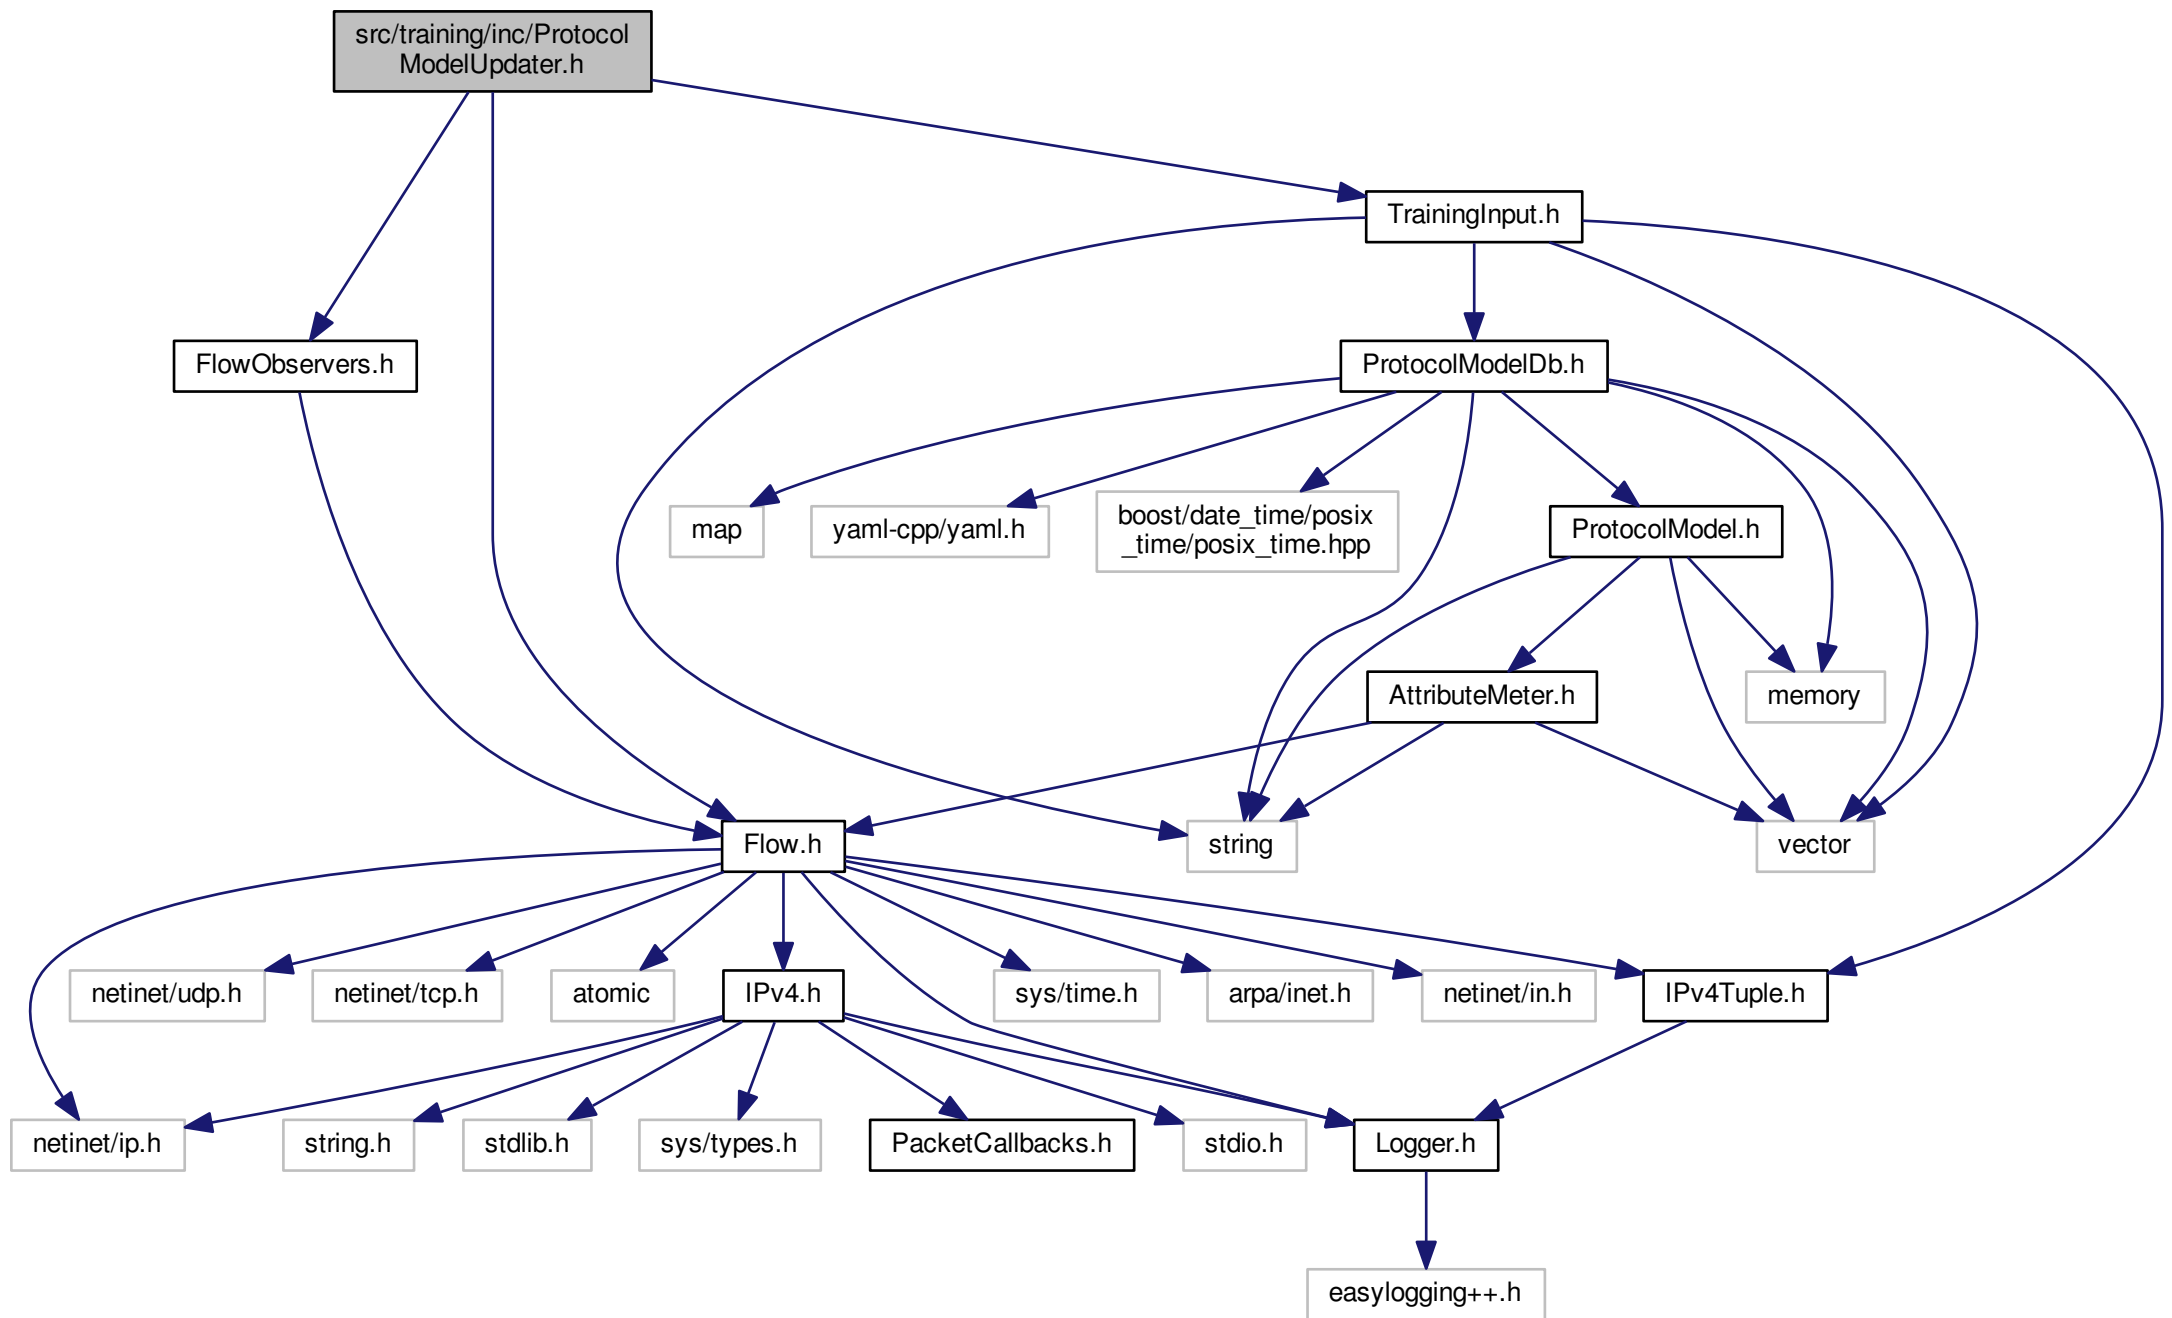 src/training/inc/Protocol
ModelUpdater.h
TrainingInput.h
FlowObservers.h
ProtocolModelDb.h
map
yaml-cpp/yaml.h
boost/date_time/posix
_time/posix_time.hpp
ProtocolModel.h
AttributeMeter.h
memory
Flow.h
string
vector
netinet/udp.h
netinet/tcp.h
atomic
IPv4.h
sys/time.h
arpa/inet.h
netinet/in.h
IPv4Tuple.h
netinet/ip.h
string.h
stdlib.h
sys/types.h
PacketCallbacks.h
stdio.h
Logger.h
easylogging++.h